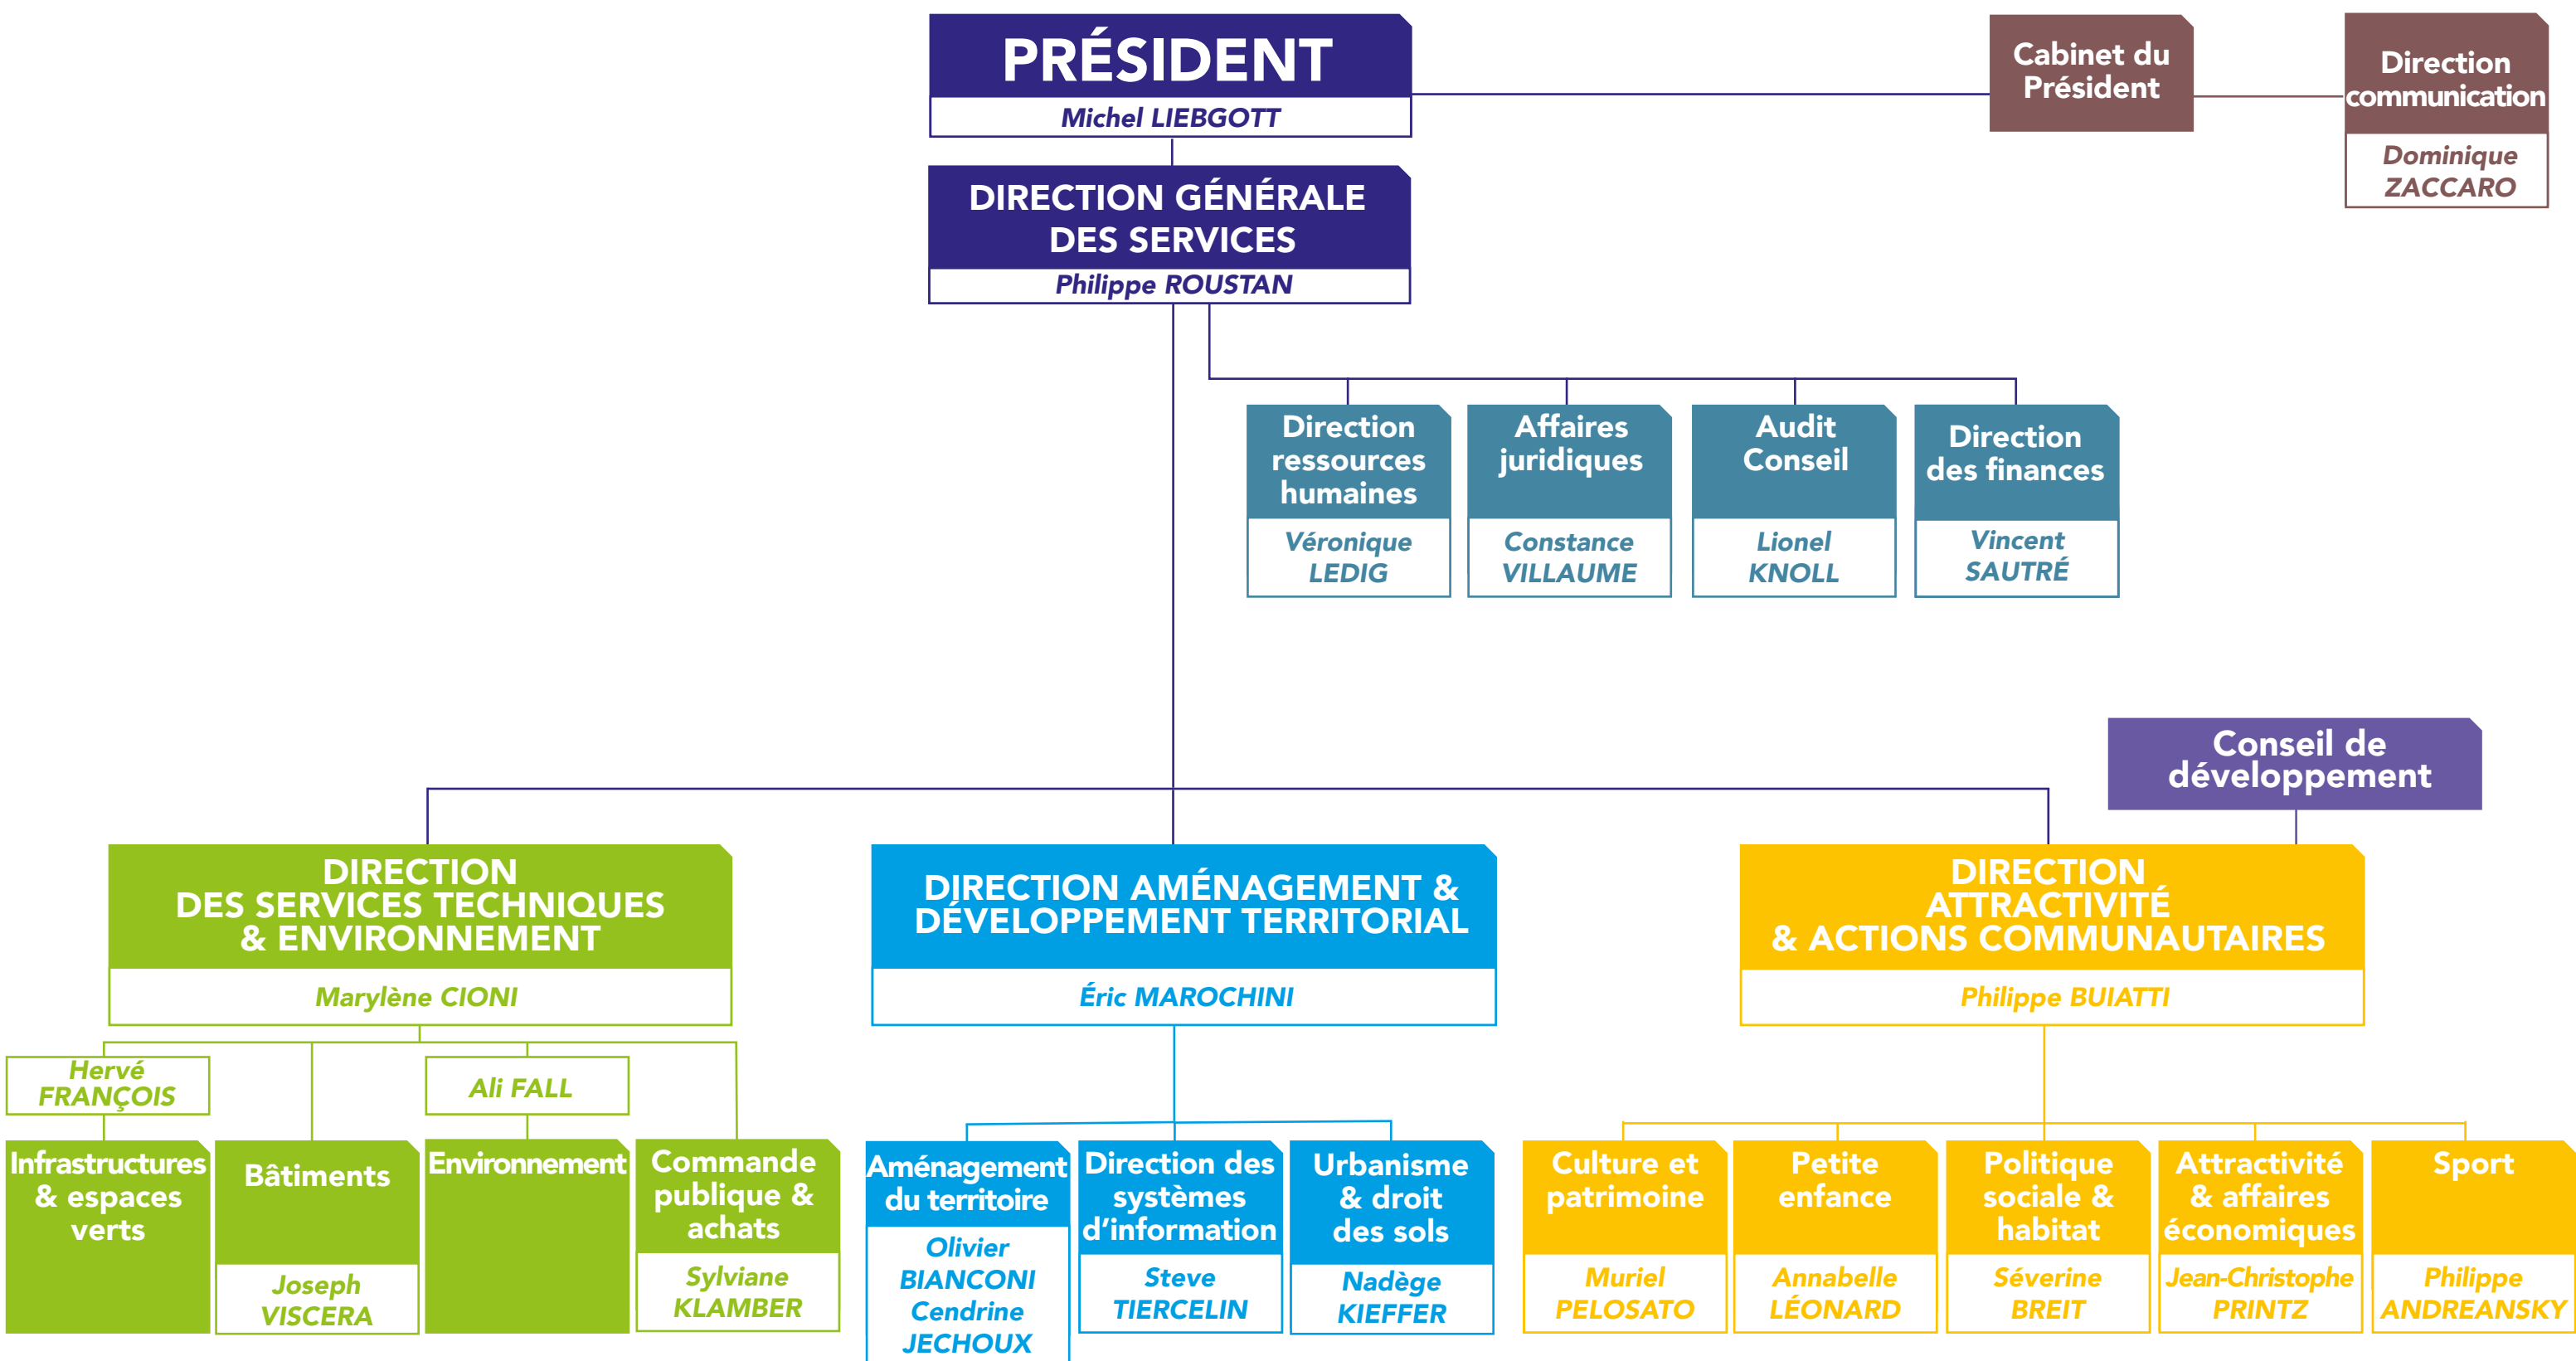 PRÉSIDENT
Michel LIEBGOTT
Cabinet du
Président
Direction
communication
Dominique
ZACCARO
DIRECTION GÉNÉRALE
DES SERVICES
Philippe ROUSTAN
Direction
ressources
humaines
Véronique
LEDIG
Affaires
juridiques
Constance
VILLAUME
Audit
Conseil
Lionel
KNOLL
Direction
des finances
Vincent
SAUTRÉ
Conseil de
développement
DIRECTION
DES SERVICES TECHNIQUES
& ENVIRONNEMENT
Marylène CIONI
DIRECTION AMÉNAGEMENT &
DÉVELOPPEMENT TERRITORIAL
Éric MAROCHINI
DIRECTION
ATTRACTIVITÉ
& ACTIONS COMMUNAUTAIRES
Philippe BUIATTI
Hervé
FRANÇOIS
Infrastructures
& espaces
verts
Bâtiments
Joseph
VISCERA
Ali FALL
Environnement
Commande
publique &
achats
Sylviane
KLAMBER
Aménagement
du territoire
Olivier
BIANCONI
Cendrine
JECHOUX
Direction des
systèmes
d’information
Steve
TIERCELIN
Urbanisme
& droit
des sols
Nadège
KIEFFER
Culture et
patrimoine
Muriel
PELOSATO
Petite
enfance
Annabelle
LÉONARD
Politique
sociale &
habitat
Séverine
BREIT
Attractivité
& affaires
économiques
Jean-Christophe
PRINTZ
Sport
Philippe
ANDREANSKY